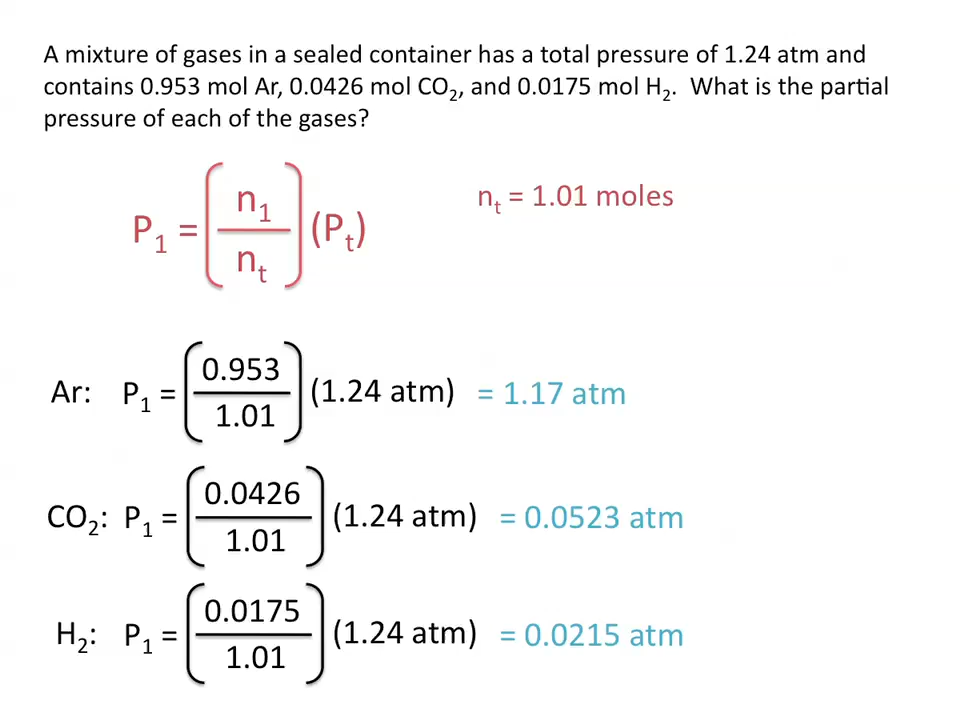 A mixture of gases in a sealed container has a total pressure of 1.24 atm and
contains 0.953 mol Ar, 0.0426 mol CO₂, and 0.0175 mol H₂. What is the partial
pressure of each of the gases?
P₁ = (n₁ / nₜ) (Pₜ)
nₜ = 1.01 moles
Ar: P₁ = (0.953 / 1.01) (1.24 atm) = 1.17 atm
CO₂: P₁ = (0.0426 / 1.01) (1.24 atm) = 0.0523 atm
H₂: P₁ = (0.0175 / 1.01) (1.24 atm) = 0.0215 atm